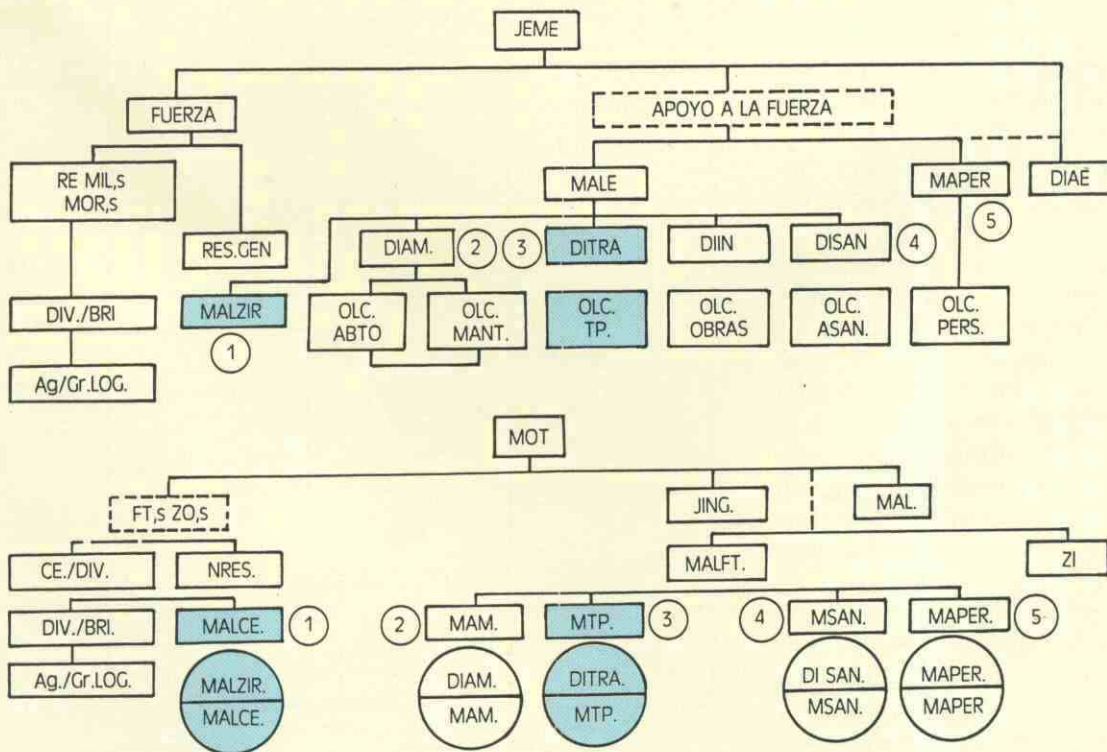 JEME
FUERZA
APOYO A LA FUERZA
RE MIL,s
MOR,s
MALE
MAPER
DIAE
5
RES.GEN
DIAM.
2
3
DITRA
DIIN
DISAN
4
DIV./BRI
MALZIR
1
OLC.
ABTO
OLC.
MANT.
OLC.
TP.
OLC.
OBRAS
OLC.
ASAN.
OLC.
PERS.
Ag/Gr.LOG.
MOT
FT,s ZO,s
JING.
MAL.
CE./DIV.
NRES.
MALFT.
ZI
DIV./BRI.
MALCE.
1
2
MAM.
MTP.
3
4
MSAN.
MAPER.
5
Ag./Gr.LOG.
MALZIR.
MALCE.
DIAM.
MAM.
DITRA.
MTP.
DI SAN.
MSAN.
MAPER.
MAPER